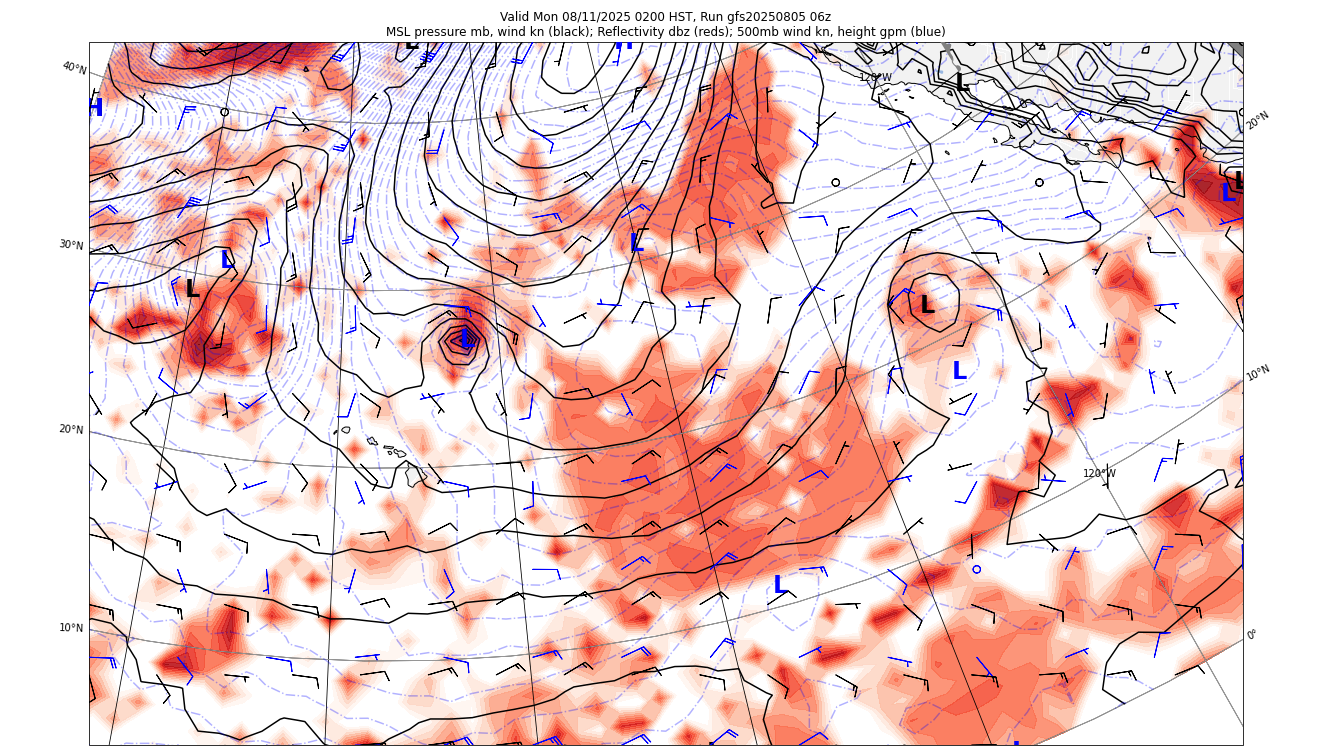 Valid Mon 08/11/2025 0200 HST, Run gfs20250805 06z
MSL pressure mb, wind kn (black); Reflectivity dbz (reds); 500mb wind kn, height gpm (blue)
L H
40°N 120°W L
H 20°N
L L
30°N L L
L L
L L
10°N
20°N
120°W
L
10°N 0°